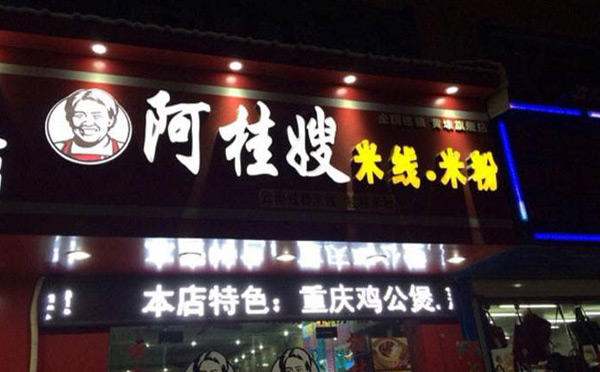 阿桂嫂 米线·米粉
本店特色：重庆鸡公煲.